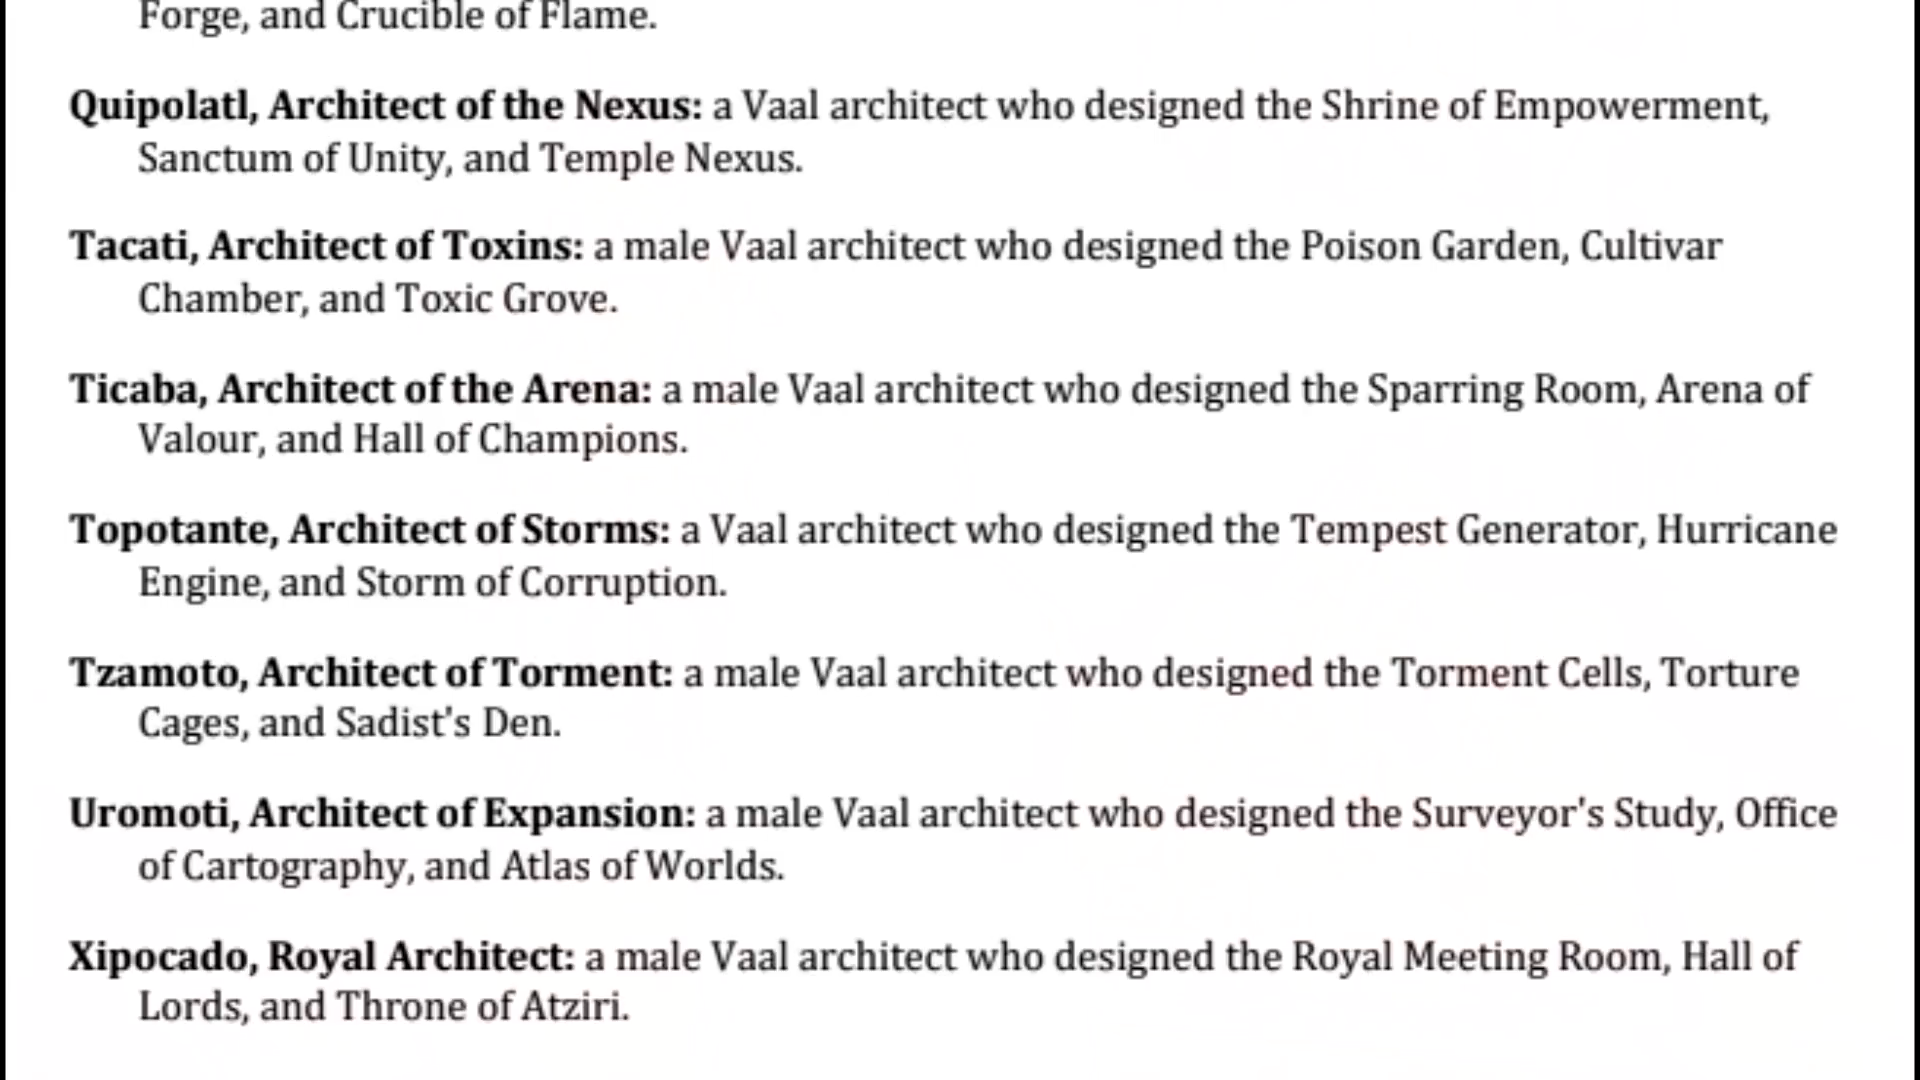 Forge, and Crucible of Flame.
Quipolatl, Architect of the Nexus: a Vaal architect who designed the Shrine of Empowerment,
Sanctum of Unity, and Temple Nexus.
Tacati, Architect of Toxins: a male Vaal architect who designed the Poison Garden, Cultivar
Chamber, and Toxic Grove.
Ticaba, Architect of the Arena: a male Vaal architect who designed the Sparring Room, Arena of
Valour, and Hall of Champions.
Topotante, Architect of Storms: a Vaal architect who designed the Tempest Generator, Hurricane
Engine, and Storm of Corruption.
Tzamoto, Architect of Torment: a male Vaal architect who designed the Torment Cells, Torture
Cages, and Sadist's Den.
Uromoti, Architect of Expansion: a male Vaal architect who designed the Surveyor's Study, Office
of Cartography, and Atlas of Worlds.
Xipocado, Royal Architect: a male Vaal architect who designed the Royal Meeting Room, Hall of
Lords, and Throne of Atziri.